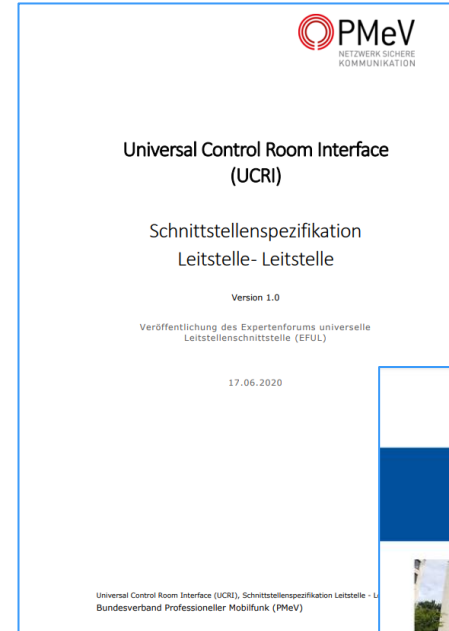 PMeV
NETZWERK SICHERE
KOMMUNIKATION
Universal Control Room Interface
(UCRI)
Schnittstellenspezifikation
Leitstelle- Leitstelle
Version 1.0
Veröffentlichung des Expertenforums universelle
Leitstellenschnittstelle (EFUL)
17.06.2020
Universal Control Room Interface (UCRI), Schnittstellenspezifikation Leitstelle -
Bundesverband Professioneller Mobilfunk (PMeV)